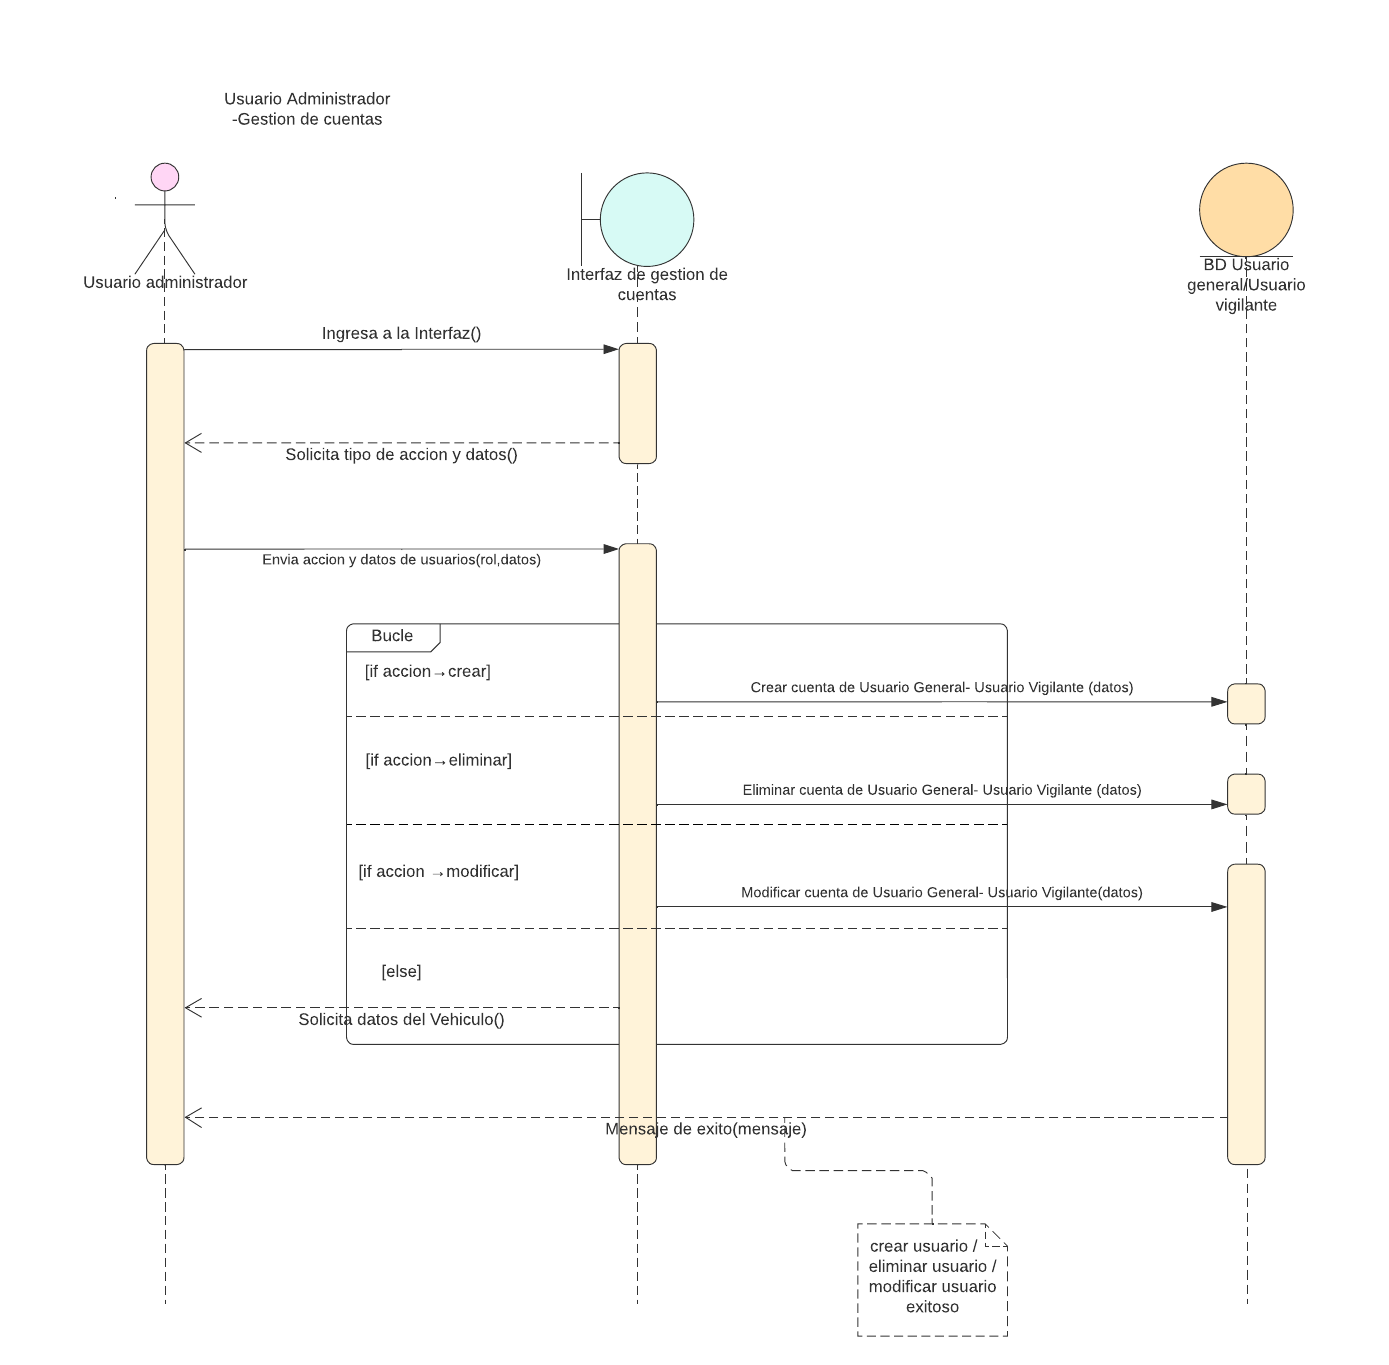 Usuario Administrador
-Gestion de cuentas
Usuario administrador
Interfaz de gestion de
cuentas
BD Usuario
general/Usuario
vigilante
Ingresa a la Interfaz()
Solicita tipo de accion y datos()
Envia accion y datos de usuarios(rol,datos)
Bucle
[if accion→crear]
Crear cuenta de Usuario General- Usuario Vigilante (datos)
[if accion→eliminar]
Eliminar cuenta de Usuario General- Usuario Vigilante (datos)
[if accion →modificar]
Modificar cuenta de Usuario General- Usuario Vigilante(datos)
[else]
Solicita datos del Vehiculo()
Mensaje de exito(mensaje)
crear usuario /
eliminar usuario /
modificar usuario
exitoso